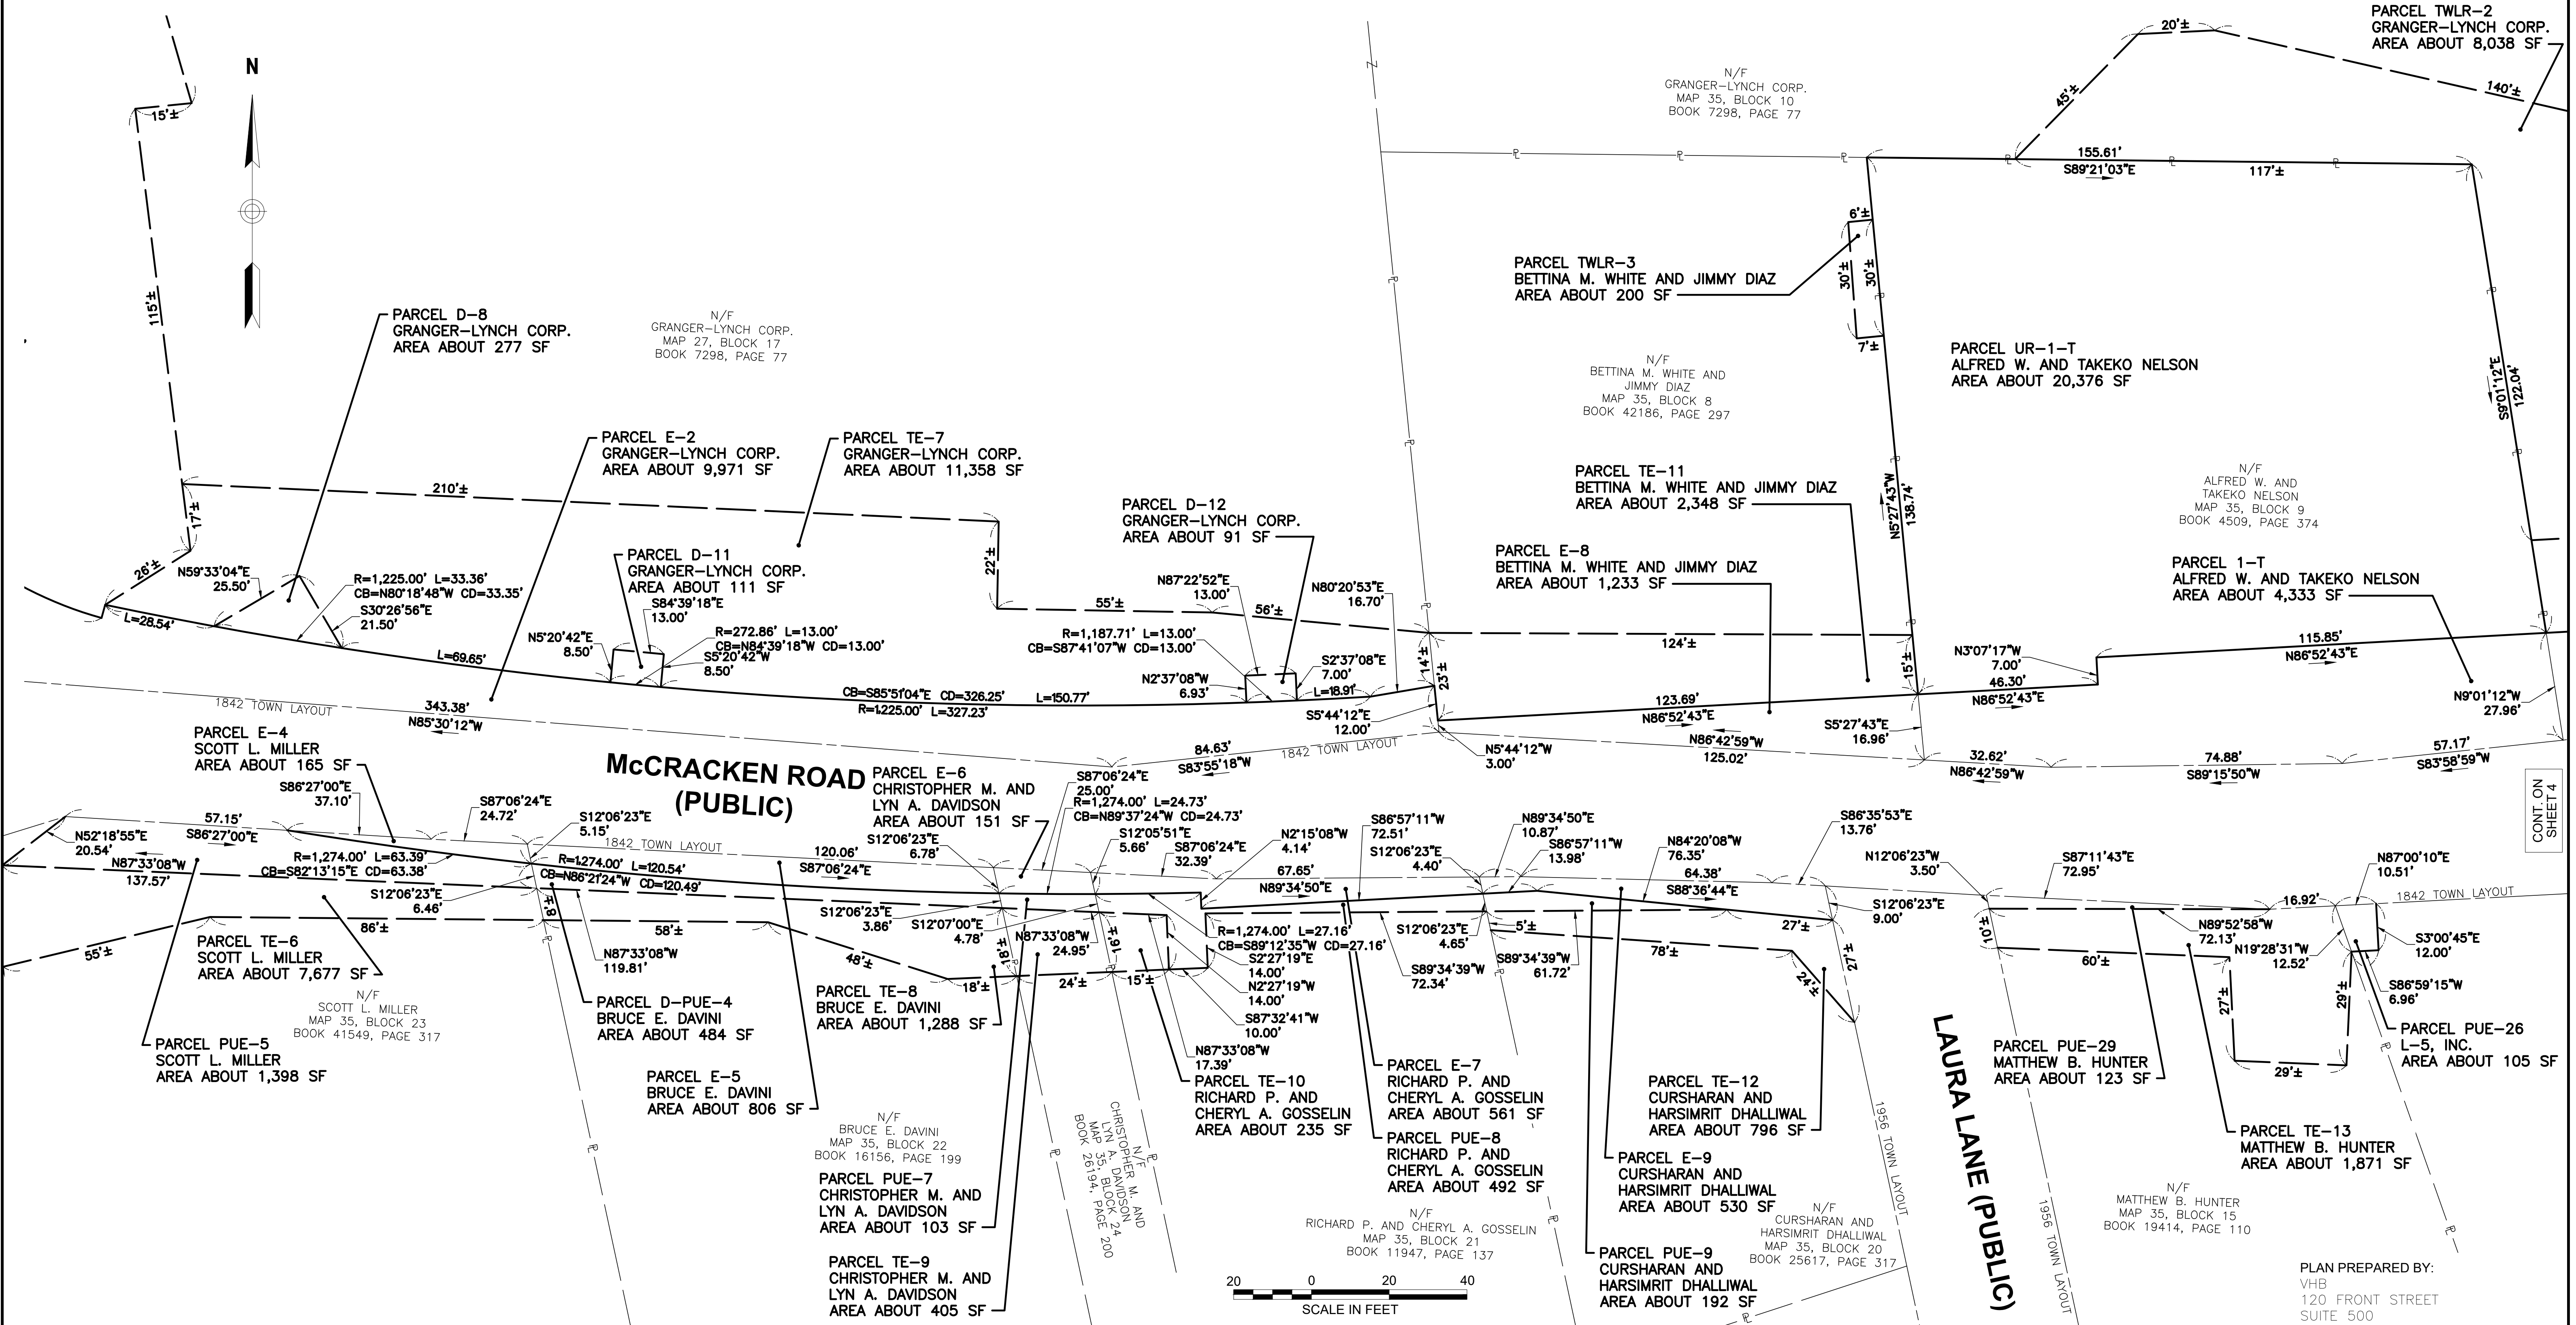 PARCEL TWLR-2
GRANGER-LYNCH CORP.
AREA ABOUT 8,038 SF
20'±
45'±
140'±
N
15'±
115'±
N/F
GRANGER-LYNCH CORP.
MAP 35, BLOCK 10
BOOK 7298, PAGE 77
155.61'
S89°21'03"E
117'±
6'±
30'±
30'±
7'±
PARCEL TWLR-3
BETTINA M. WHITE AND JIMMY DIAZ
AREA ABOUT 200 SF
PARCEL D-8
GRANGER-LYNCH CORP.
AREA ABOUT 277 SF
N/F
GRANGER-LYNCH CORP.
MAP 27, BLOCK 17
BOOK 7298, PAGE 77
N/F
BETTINA M. WHITE AND
JIMMY DIAZ
MAP 35, BLOCK 8
BOOK 42186, PAGE 297
PARCEL UR-1-T
ALFRED W. AND TAKEKO NELSON
AREA ABOUT 20,376 SF
S9°01'12"E
122.04'
PARCEL E-2
GRANGER-LYNCH CORP.
AREA ABOUT 9,971 SF
PARCEL TE-7
GRANGER-LYNCH CORP.
AREA ABOUT 11,358 SF
PARCEL TE-11
BETTINA M. WHITE AND JIMMY DIAZ
AREA ABOUT 2,348 SF
N5°27'43"W
138.74'
N/F
ALFRED W. AND
TAKEKO NELSON
MAP 35, BLOCK 9
BOOK 4509, PAGE 374
210'±
17'±
26'±
22'±
PARCEL D-12
GRANGER-LYNCH CORP.
AREA ABOUT 91 SF
PARCEL D-11
GRANGER-LYNCH CORP.
AREA ABOUT 111 SF
PARCEL E-8
BETTINA M. WHITE AND JIMMY DIAZ
AREA ABOUT 1,233 SF
PARCEL 1-T
ALFRED W. AND TAKEKO NELSON
AREA ABOUT 4,333 SF
N59°33'04"E
25.50'
R=1,225.00' L=33.36'
CB=N80°18'48"W CD=33.35'
S30°26'56"E
21.50'
L=28.54'
L=69.65'
S84°39'18"E
13.00'
N5°20'42"E
8.50'
R=272.86' L=13.00'
CB=N84°39'18"W CD=13.00'
S5°20'42"W
8.50'
55'±
56'±
N87°22'52"E
13.00'
N80°20'53"E
16.70'
R=1,187.71' L=13.00'
CB=S87°41'07"W CD=13.00'
N2°37'08"W
6.93'
S2°37'08"E
7.00'
L=18.91'
14'±
23'±
124'±
15'±
N3°07'17"W
7.00'
46.30'
N86°52'43"E
115.85'
N86°52'43"E
N9°01'12"W
27.96'
CB=S85°51'04"E CD=326.25'
L=150.77'
R=1225.00' L=327.23'
S5°44'12"E
12.00'
123.69'
N86°52'43"E
S5°27'43"E
16.96'
1842 TOWN LAYOUT
343.38'
N85°30'12"W
84.63'
1842 TOWN LAYOUT
S83°55'18"W
N5°44'12"W
3.00'
N86°42'59"W
125.02'
32.62'
N86°42'59"W
74.88'
S89°15'50"W
57.17'
S83°58'59"W
CONT. ON
SHEET 4
McCRACKEN ROAD
(PUBLIC)
PARCEL E-4
SCOTT L. MILLER
AREA ABOUT 165 SF
PARCEL E-6
CHRISTOPHER M. AND
LYN A. DAVIDSON
AREA ABOUT 151 SF
S86°27'00"E
37.10'
S87°06'24"E
24.72'
S12°06'23"E
5.15'
57.15'
S86°27'00"E
N52°18'55"E
20.54'
N87°33'08"W
137.57'
R=1,274.00' L=63.39'
CB=S82°13'15"E CD=63.38'
S12°06'23"E
6.46'
1842 TOWN LAYOUT
120.06'
S87°06'24"E
R=1274.00' L=120.54'
CB=N86°21'24"W CD=120.49'
S12°06'23"E
6.78'
S87°06'24"E
25.00'
R=1,274.00' L=24.73'
CB=N89°37'24"W CD=24.73'
S12°05'51"E
5.66'
S87°06'24"E
32.39'
N2°15'08"W
4.14'
S86°57'11"W
72.51'
67.65'
N89°34'50"E
S12°06'23"E
4.40'
N89°34'50"E
10.87'
S86°57'11"W
13.98'
N84°20'08"W
76.35'
64.38'
S88°36'44"E
S86°35'53"E
13.76'
N12°06'23"W
3.50'
S12°06'23"E
9.00'
S87°11'43"E
72.95'
N87°00'10"E
10.51'
16.92'
1842 TOWN LAYOUT
N89°52'58"W
72.13'
N19°28'31"W
12.52'
S3°00'45"E
12.00'
S86°59'15"W
6.96'
55'±
86'±
8'±
58'±
48'±
N87°33'08"W
119.81'
S12°06'23"E
3.86'
S12°07'00"E
4.78'
N87°33'08"W
24.95'
18'±
18'±
16'±
24'±
15'±
R=1,274.00' L=27.16'
CB=S89°12'35"W CD=27.16'
S2°27'19"E
14.00'
N2°27'19"W
14.00'
S87°32'41"W
10.00'
N87°33'08"W
17.39'
S12°06'23"E
4.65'
S89°34'39"W
72.34'
5'±
S89°34'39"W
61.72'
78'±
27'±
27'±
24'±
10'±
60'±
27'±
29'±
29'±
PARCEL TE-6
SCOTT L. MILLER
AREA ABOUT 7,677 SF
N/F
SCOTT L. MILLER
MAP 35, BLOCK 23
BOOK 41549, PAGE 317
PARCEL PUE-5
SCOTT L. MILLER
AREA ABOUT 1,398 SF
PARCEL D-PUE-4
BRUCE E. DAVINI
AREA ABOUT 484 SF
PARCEL TE-8
BRUCE E. DAVINI
AREA ABOUT 1,288 SF
PARCEL E-5
BRUCE E. DAVINI
AREA ABOUT 806 SF
N/F
BRUCE E. DAVINI
MAP 35, BLOCK 22
BOOK 16156, PAGE 199
PARCEL PUE-7
CHRISTOPHER M. AND
LYN A. DAVIDSON
AREA ABOUT 103 SF
PARCEL TE-9
CHRISTOPHER M. AND
LYN A. DAVIDSON
AREA ABOUT 405 SF
N/F
CHRISTOPHER M. AND
LYN A. DAVIDSON
MAP 35, BLOCK 24
BOOK 26194, PAGE 200
PARCEL TE-10
RICHARD P. AND
CHERYL A. GOSSELIN
AREA ABOUT 235 SF
PARCEL E-7
RICHARD P. AND
CHERYL A. GOSSELIN
AREA ABOUT 561 SF
PARCEL PUE-8
RICHARD P. AND
CHERYL A. GOSSELIN
AREA ABOUT 492 SF
N/F
RICHARD P. AND CHERYL A. GOSSELIN
MAP 35, BLOCK 21
BOOK 11947, PAGE 137
PARCEL TE-12
CURSHARAN AND
HARSIMRIT DHALLIWAL
AREA ABOUT 796 SF
PARCEL E-9
CURSHARAN AND
HARSIMRIT DHALLIWAL
AREA ABOUT 530 SF
N/F
CURSHARAN AND
HARSIMRIT DHALLIWAL
MAP 35, BLOCK 20
BOOK 25617, PAGE 317
PARCEL PUE-9
CURSHARAN AND
HARSIMRIT DHALLIWAL
AREA ABOUT 192 SF
1956 TOWN LAYOUT
LAURA LANE (PUBLIC)
1956 TOWN LAYOUT
PARCEL PUE-29
MATTHEW B. HUNTER
AREA ABOUT 123 SF
PARCEL PUE-26
L-5, INC.
AREA ABOUT 105 SF
PARCEL TE-13
MATTHEW B. HUNTER
AREA ABOUT 1,871 SF
N/F
MATTHEW B. HUNTER
MAP 35, BLOCK 15
BOOK 19414, PAGE 110
20 0 20 40
SCALE IN FEET
PLAN PREPARED BY:
VHB
120 FRONT STREET
SUITE 500